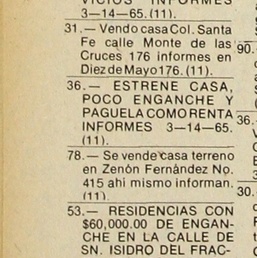 VICIOS INFORMES
3—14—65. (11).
31.— Vendo casa Col. Santa
Fe calle Monte de las
Cruces 176 informes en
Diez de Mayo 176. (11).
36.— ESTRENE CASA,
POCO ENGANCHE Y
PAGUELA COMO RENTA
INFORMES 3—14—65.
(11).
78.— Se vende casa terreno
en Zenón Fernández No.
415 ahi mismo informan.
(11).
53.— RESIDENCIAS CON
$60,000.00 DE ENGAN-
CHE EN LA CALLE DE
SN. ISIDRO DEL FRAC-
90.
36.
30.